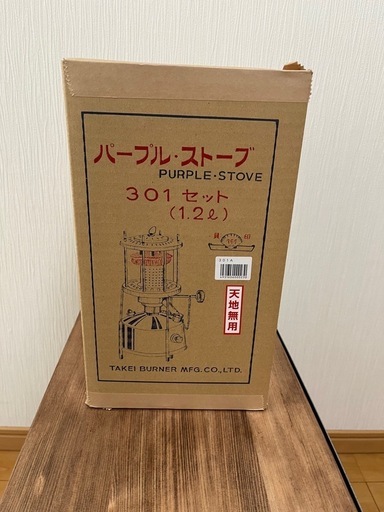 パープル・ストーブ
PURPLE・STOVE
301セット
(1.2ℓ)
301A
天地無用
TAKEI BURNER MFG.CO.,LTD.